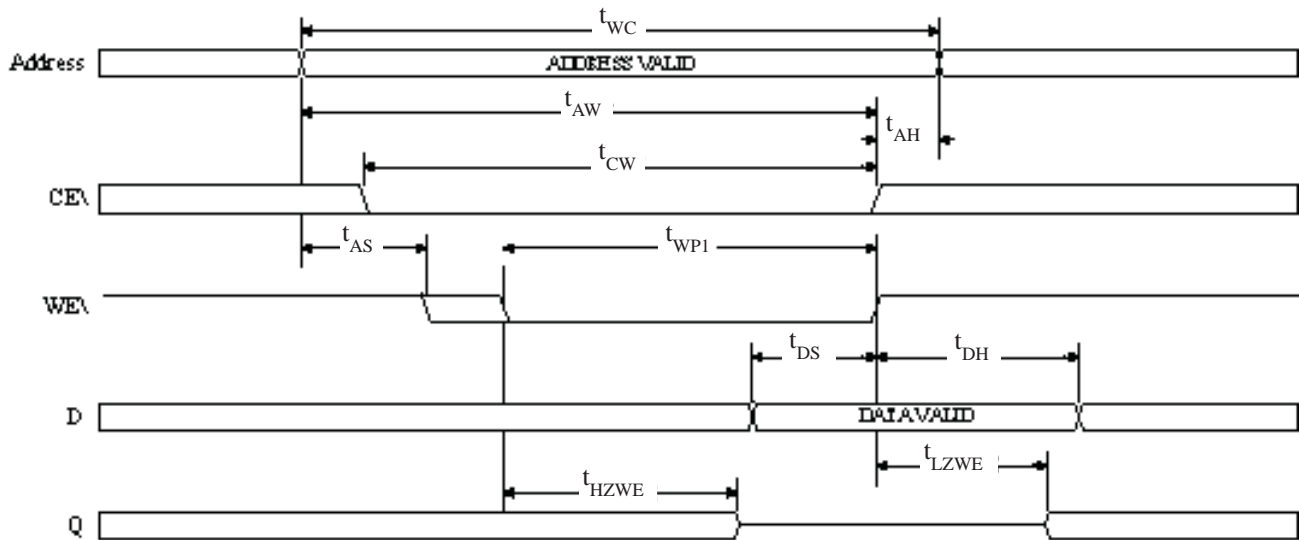 tWC
Address ADDRESS VALID
tAW
tAH
tCW
CE\
tAS tWP1
WE\
tDS tDH
D DATA VALID
tLZWE
tHZWE
Q